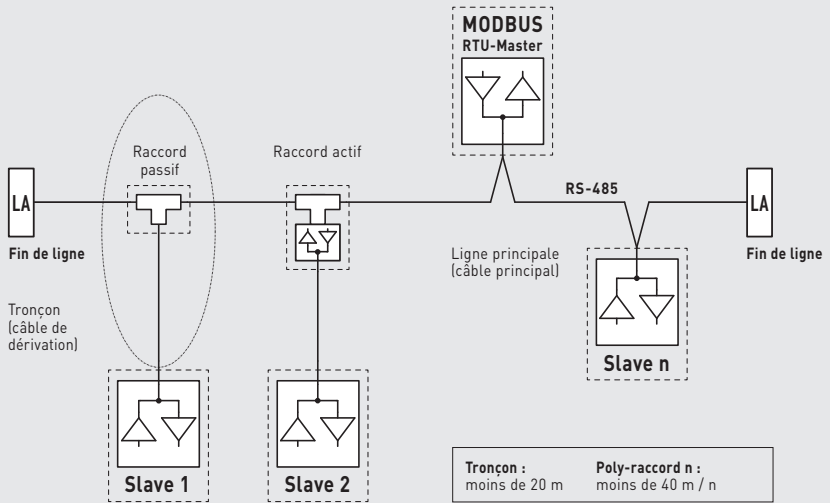 MODBUS
RTU-Master
Raccord
passif
Raccord actif
RS-485
LA
LA
Fin de ligne
Ligne principale
(câble principal)
Fin de ligne
Tronçon
(câble de
dérivation)
Slave n
Slave 1
Slave 2
Tronçon :
moins de 20 m
Poly-raccord n :
moins de 40 m / n